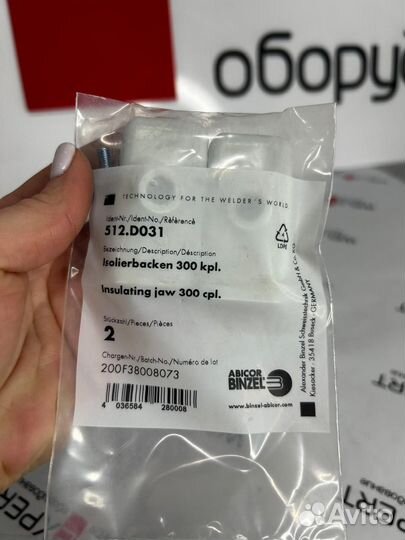 оборуд
TECHNOLOGY FOR THE WELDER'S WORLD.
Ident-Nr./Ident-No./Référence
512.D031
Bezeichnung/Description/Déscription
Isolierbacken 300 kpl.
Insulating jaw 300 cpl.
Stückzahl/Pieces/Pièces
2
Chargen-Nr./Batch-No./Numéro de lot
200F38008073
4 036584 280008
LDPE
ABICOR
BINZEL
www.binzel-abicor.com
Alexander Binzel Schweisstechnik GmbH & Co. KG
Kiesacker · 35418 Buseck · GERMANY
Avito